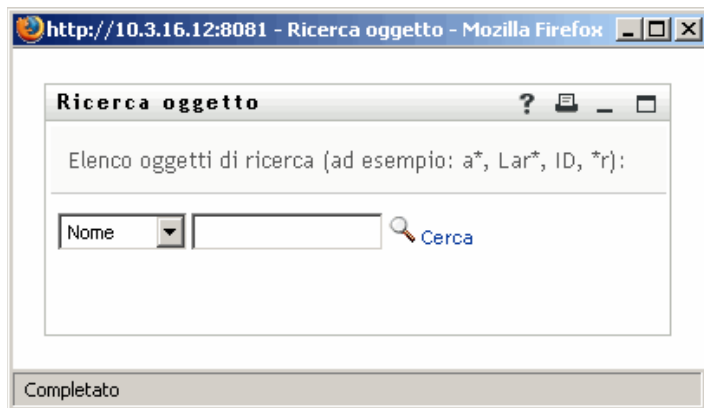 http://10.3.16.12:8081 - Ricerca oggetto - Mozilla Firefox
Ricerca oggetto
Elenco oggetti di ricerca (ad esempio: a*, Lar*, ID, *r):
Nome Cerca
Completato